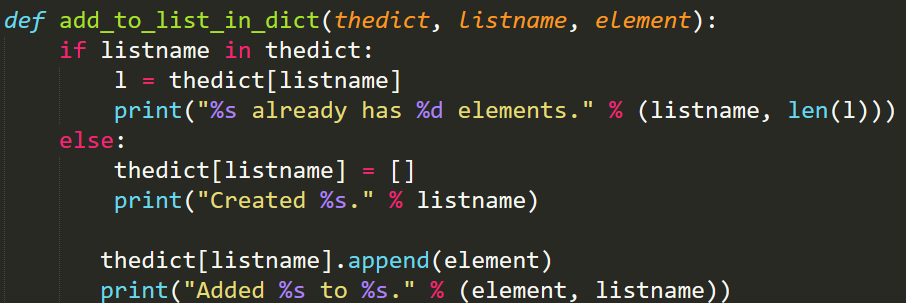 def add_to_list_in_dict(thedict, listname, element):
    if listname in thedict:
        l = thedict[listname]
        print("%s already has %d elements." % (listname, len(l)))
    else:
        thedict[listname] = []
        print("Created %s." % listname)

       thedict[listname].append(element)
       print("Added %s to %s." % (element, listname))